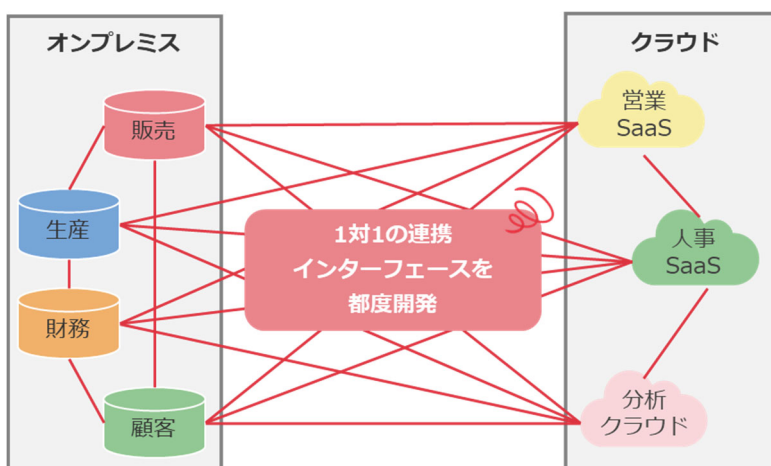 オンプレミス
販売
生産
財務
顧客
1対1の連携
インターフェースを
都度開発
クラウド
営業
SaaS
人事
SaaS
分析
クラウド